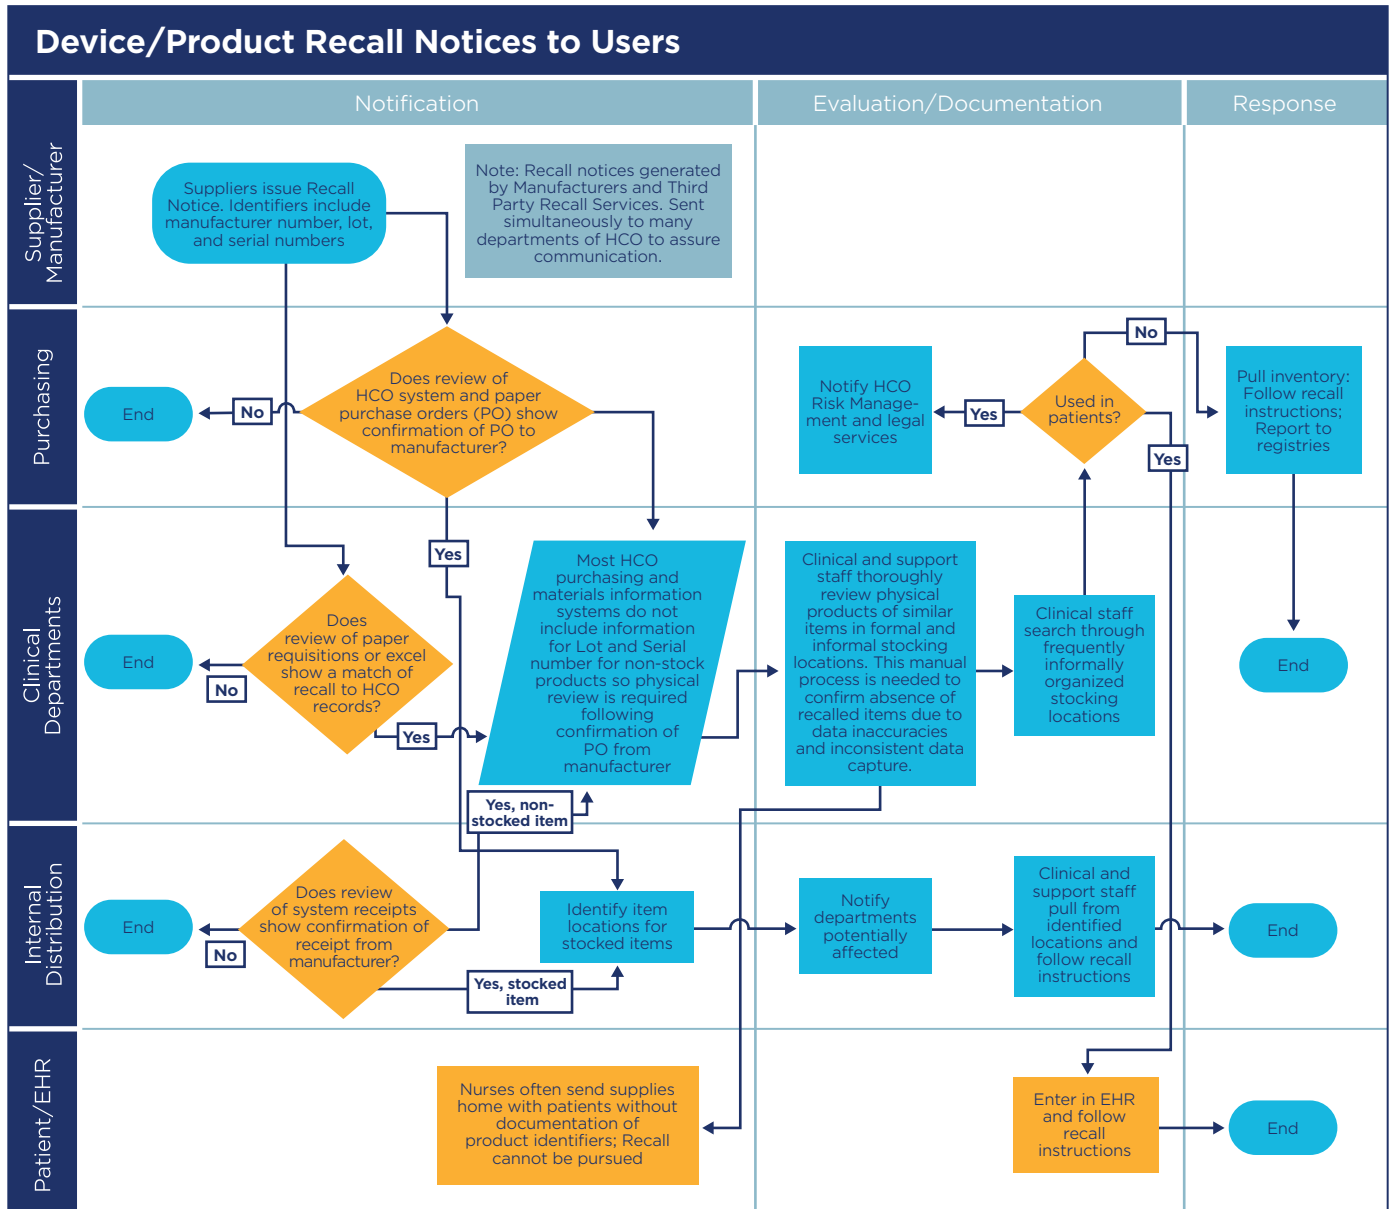 Device/Product Recall Notices to Users
Notification
Evaluation/Documentation
Response
Supplier/
Manufacturer
Suppliers issue Recall
Notice. Identifiers include
manufacturer number, lot,
and serial numbers
Note: Recall notices generated
by Manufacturers and Third
Party Recall Services. Sent
simultaneously to many
departments of HCO to assure
communication.
Purchasing
End
No
Does review of
HCO system and paper
purchase orders (PO) show
confirmation of PO to
manufacturer?
Yes
Notify HCO
Risk Manage-
ment and legal
services
Yes
Used in
patients?
No
Yes
Pull inventory:
Follow recall
instructions;
Report to
registries
Clinical
Departments
End
No
Does
review of paper
requisitions or excel
show a match of
recall to HCO
records?
Yes
Most HCO
purchasing and
materials information
systems do not
include information
for Lot and Serial
number for non-stock
products so physical
review is required
following
confirmation of
PO from
manufacturer
Clinical and support
staff thoroughly
review physical
products of similar
items in formal and
informal stocking
locations. This manual
process is needed to
confirm absence of
recalled items due to
data inaccuracies
and inconsistent data
capture.
Clinical staff
search through
frequently
informally
organized
stocking
locations
End
Yes, non-
stocked item
Internal
Distribution
End
No
Does review
of system receipts
show confirmation of
receipt from
manufacturer?
Yes, stocked
item
Identify item
locations for
stocked items
Notify
departments
potentially
affected
Clinical and
support staff
pull from
identified
locations and
follow recall
instructions
End
Patient/EHR
Nurses often send supplies
home with patients without
documentation of
product identifiers; Recall
cannot be pursued
Enter in EHR
and follow
recall
instructions
End